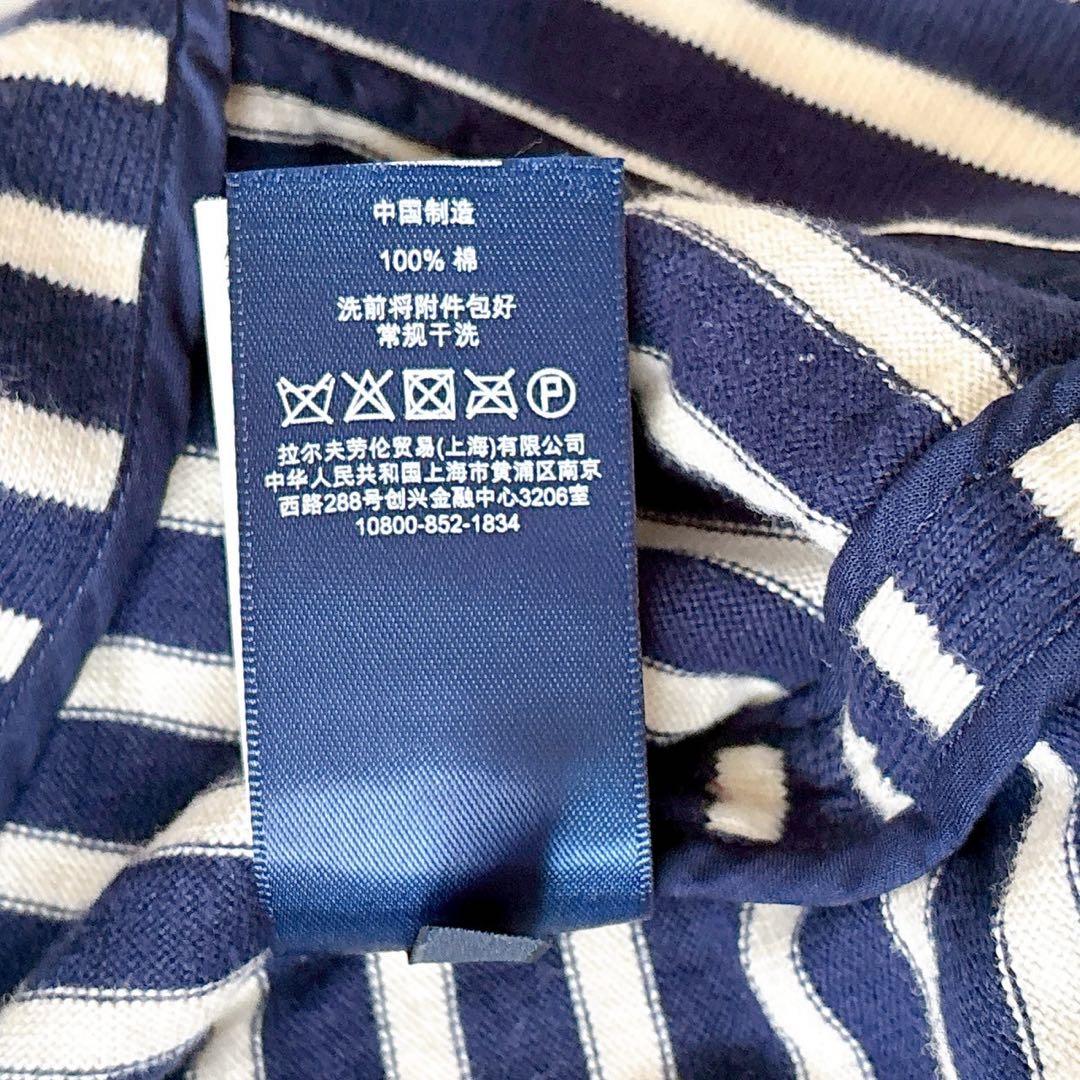 中国制造
100% 棉
洗前将附件包好
常规干洗
P
拉尔夫劳伦贸易(上海)有限公司
中华人民共和国上海市黄浦区南京
西路288号创兴金融中心3206室
10800-852-1834